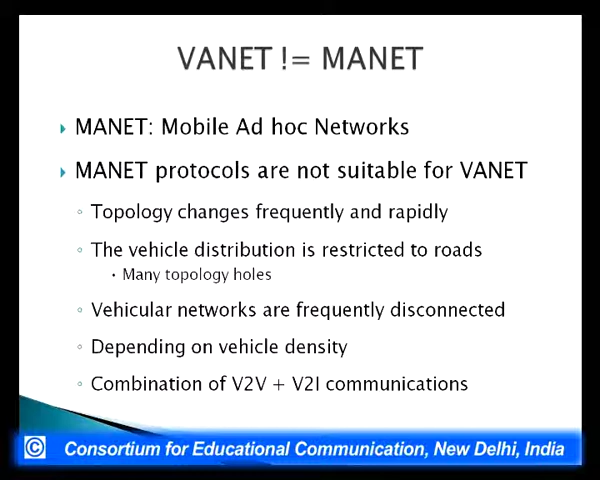 VANET != MANET
MANET: Mobile Ad hoc Networks
MANET protocols are not suitable for VANET
Topology changes frequently and rapidly
The vehicle distribution is restricted to roads
Many topology holes
Vehicular networks are frequently disconnected
Depending on vehicle density
Combination of V2V + V2I communications
© Consortium for Educational Communication, New Delhi, India